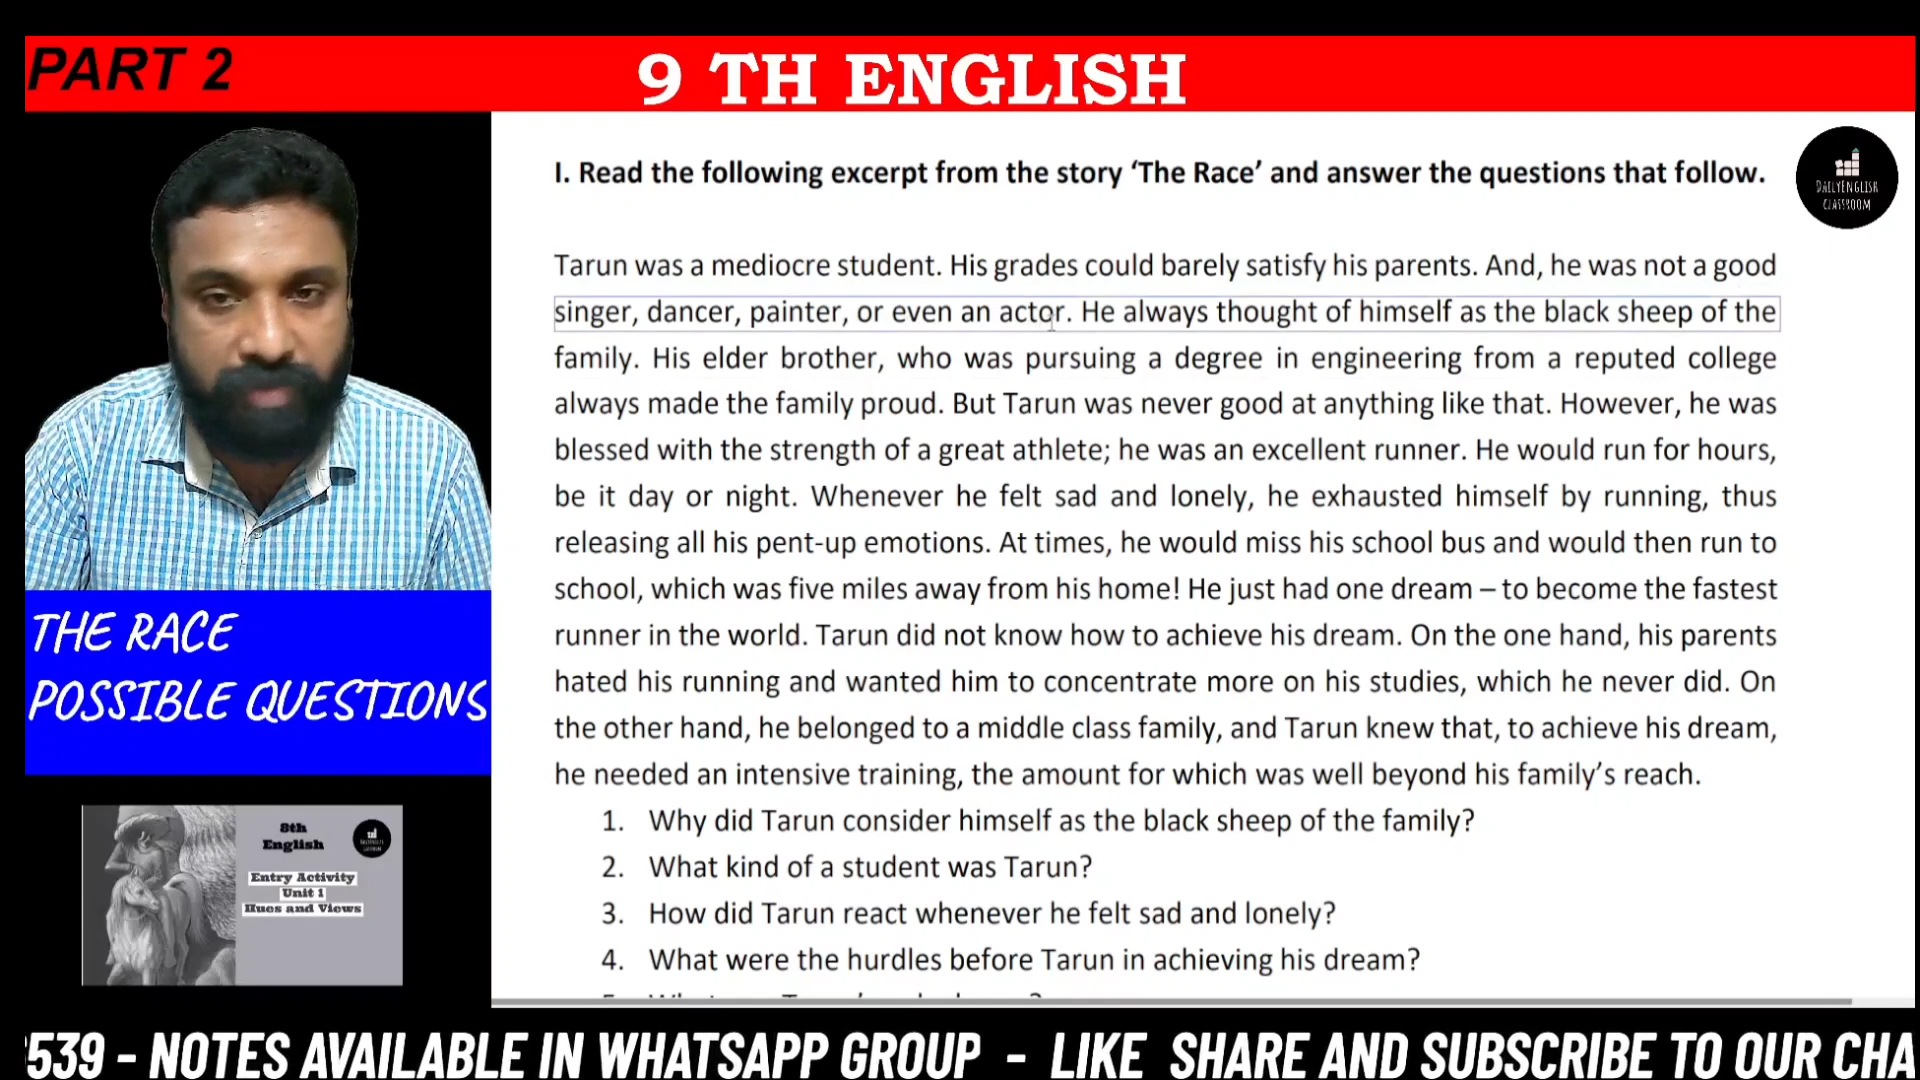 PART 2
9 TH ENGLISH
DAILYENGLISH
CLASSROOM
I. Read the following excerpt from the story ‘The Race’ and answer the questions that follow.
Tarun was a mediocre student. His grades could barely satisfy his parents. And, he was not a good
singer, dancer, painter, or even an actor. He always thought of himself as the black sheep of the
family. His elder brother, who was pursuing a degree in engineering from a reputed college
always made the family proud. But Tarun was never good at anything like that. However, he was
blessed with the strength of a great athlete; he was an excellent runner. He would run for hours,
be it day or night. Whenever he felt sad and lonely, he exhausted himself by running, thus
releasing all his pent-up emotions. At times, he would miss his school bus and would then run to
school, which was five miles away from his home! He just had one dream – to become the fastest
runner in the world. Tarun did not know how to achieve his dream. On the one hand, his parents
hated his running and wanted him to concentrate more on his studies, which he never did. On
the other hand, he belonged to a middle class family, and Tarun knew that, to achieve his dream,
he needed an intensive training, the amount for which was well beyond his family’s reach.
1. Why did Tarun consider himself as the black sheep of the family?
2. What kind of a student was Tarun?
3. How did Tarun react whenever he felt sad and lonely?
4. What were the hurdles before Tarun in achieving his dream?
THE RACE
POSSIBLE QUESTIONS
8th
English
Entry Activity
Unit 1
Hues and Views
539 - NOTES AVAILABLE IN WHATSAPP GROUP - LIKE SHARE AND SUBSCRIBE TO OUR CHA